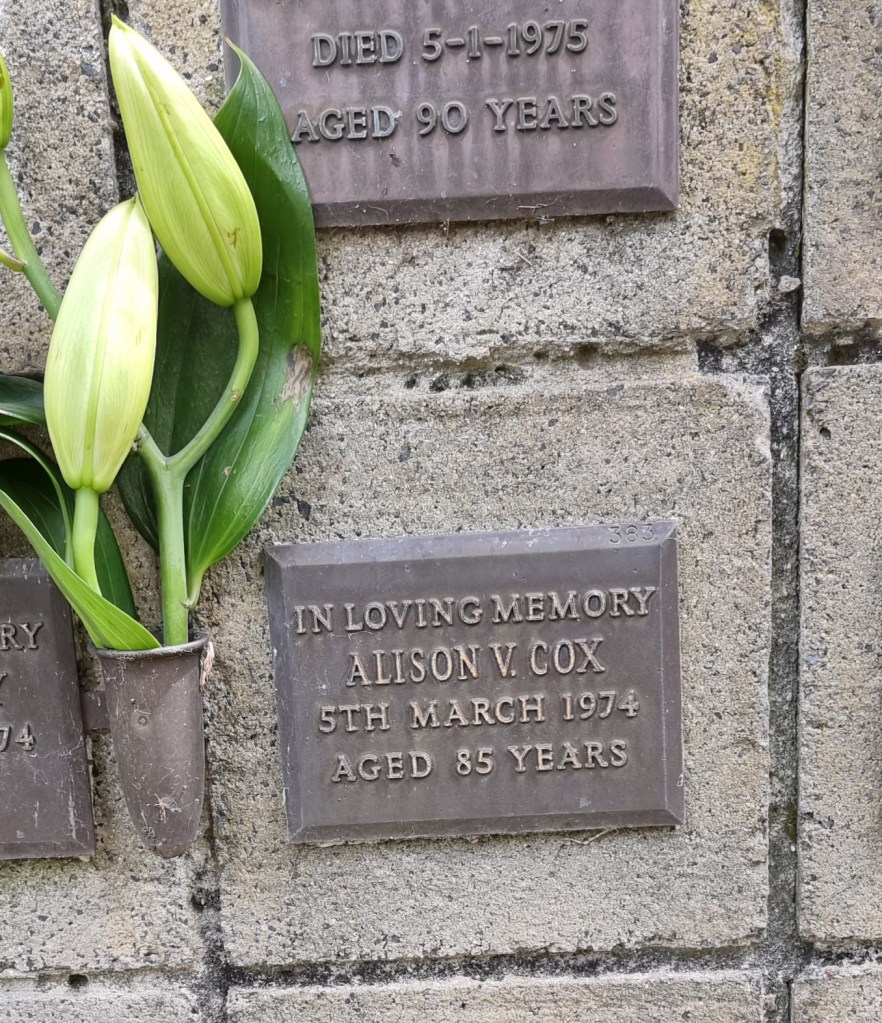 DIED 5-1-1975
AGED 90 YEARS
383
IN LOVING MEMORY
ALISON V. COX
5TH MARCH 1974
AGED 85 YEARS